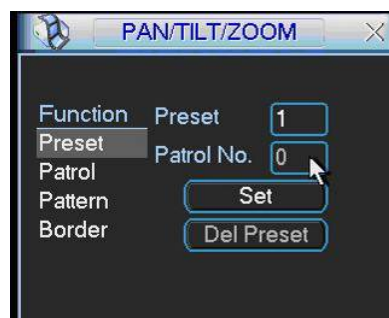 PAN/TILT/ZOOM
Function
Preset
Patrol
Pattern
Border
Preset 1
Patrol No. 0
Set
Del Preset